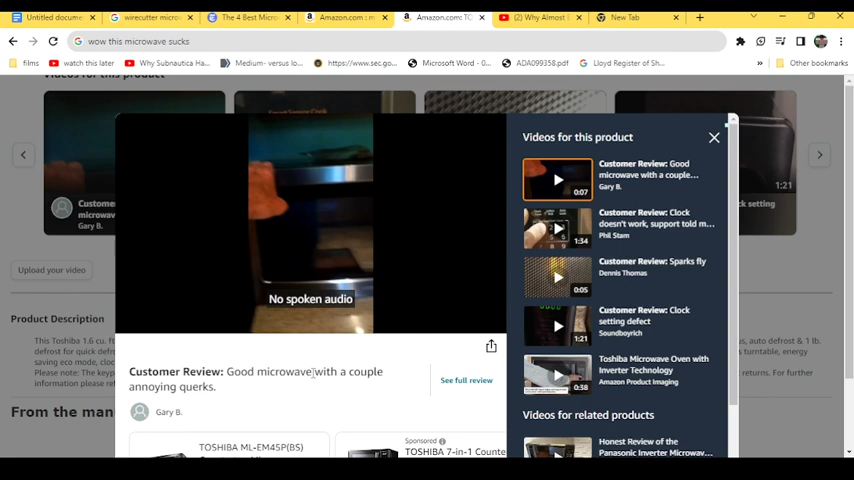 Untitled docume
wirecutter micro
The 4 Best Micro
Amazon.com : m
Amazon.com: TO
(2) Why Almost
New Tab
wow this microwave sucks
films
watch this later
Why Subnautica Ha...
Medium- versus lo...
https://www.sec.go...
Microsoft Word - 0...
ADA099358.pdf
Lloyd Register of Sh...
Other bookmarks
Videos for this product
Custome
microwav
Gary B.
1:21
ck setting
Upload your video
Product Description
This Toshiba 1.6 cu. f
defrost for quick defro
saving eco mode, cloc
Please note: The keyp
information please ref
, auto defrost & 1 lb.
s turntable, energy
returns. For further
From the man
No spoken audio
Customer Review: Good microwave with a couple
annoying querks.
See full review
Gary B.
TOSHIBA ML-EM45P(BS)
Sponsored
TOSHIBA 7-in-1 Counte
Videos for this product
0:07
Customer Review: Good
microwave with a couple...
Gary B.
1:34
Customer Review: Clock
doesn't work, support told m...
Phil Stam
0:05
Customer Review: Sparks fly
Dennis Thomas
1:21
Customer Review: Clock
setting defect
Soundboyrich
0:38
Toshiba Microwave Oven with
Inverter Technology
Amazon Product Imaging
Videos for related products
Honest Review of the
Panasonic Inverter Microwav...